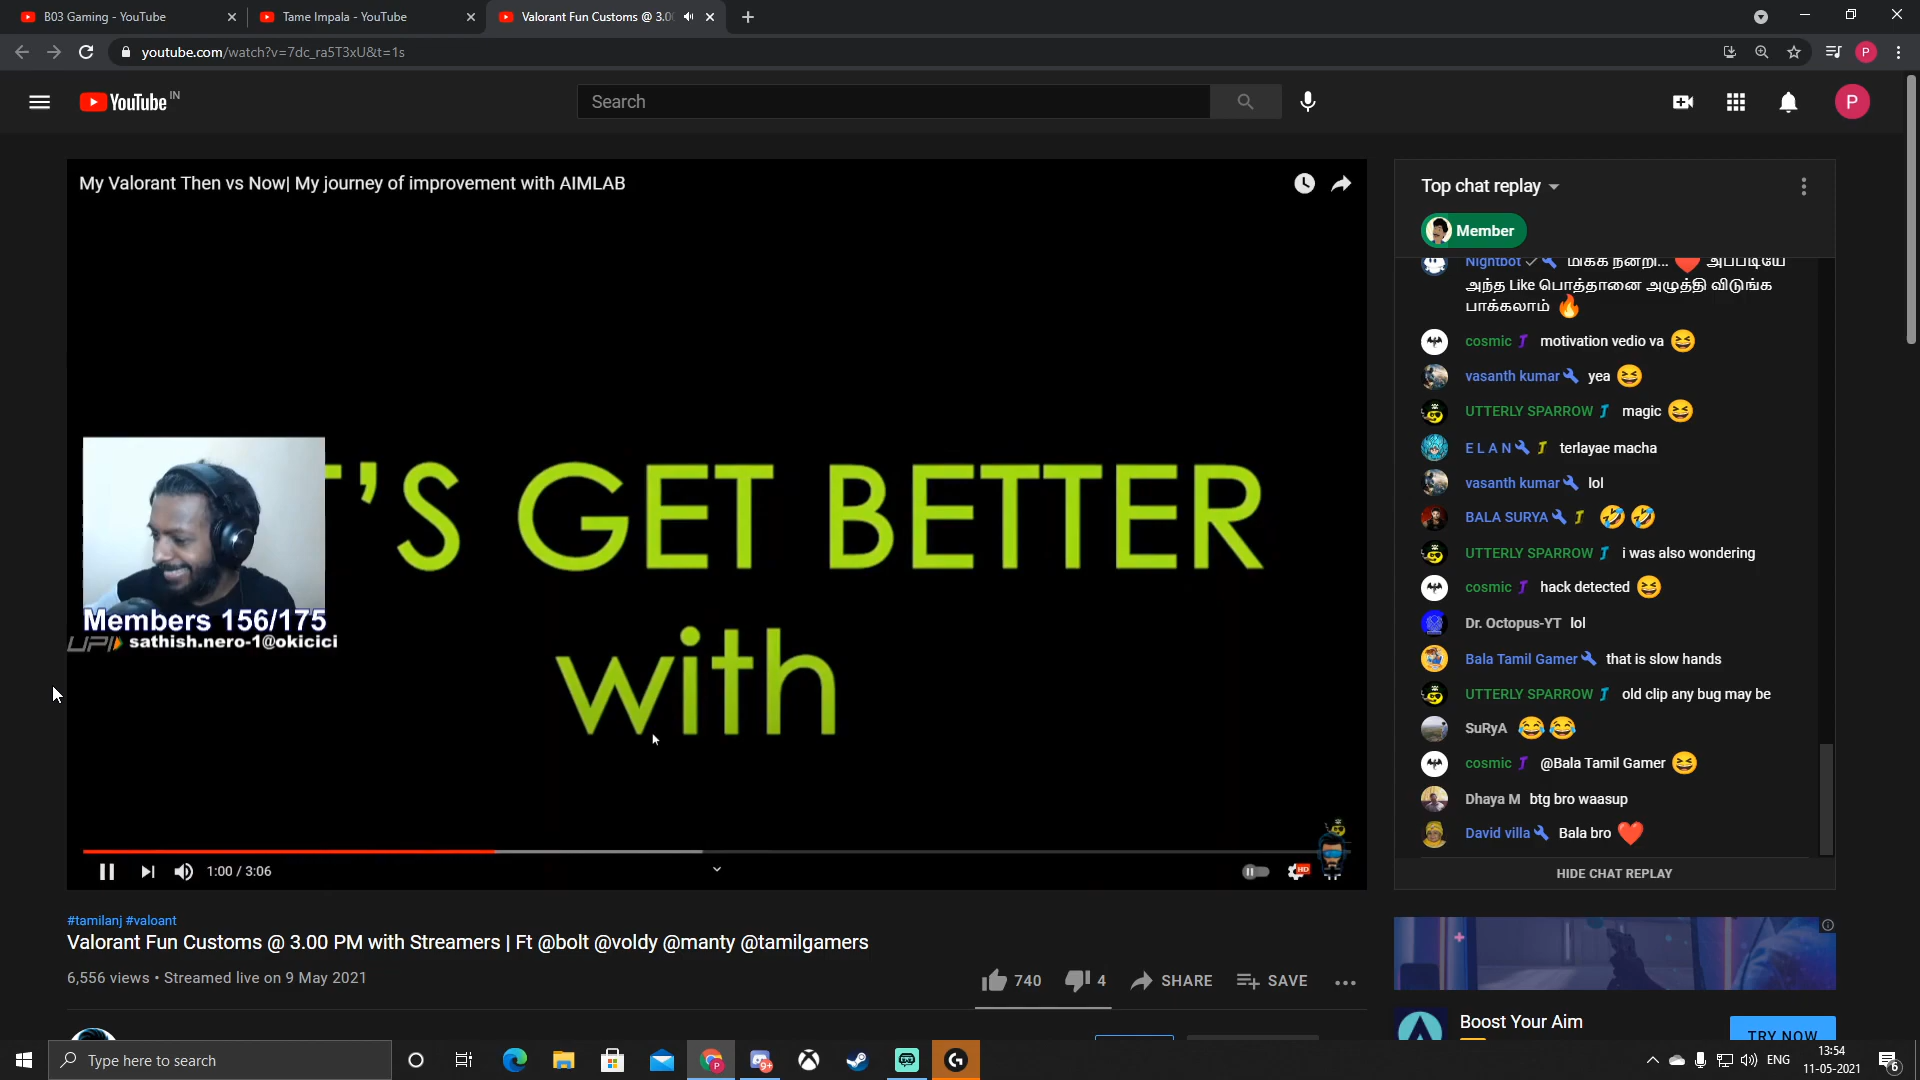 B03 Gaming - YouTube
Tame Impala - YouTube
Valorant Fun Customs @ 3.0
youtube.com/watch?v=7dc_ra5T3xU&t=1s
P
YouTube IN
Search
P
My Valorant Then vs Now| My journey of improvement with AIMLAB
'S GET BETTER
with
Members 156/175
UPI sathish.nero-1@okicici
1:00 / 3:06
HD
Top chat replay
Member
Nightbot மிக்க நன்றி... ❤️ அப்படியே
அந்த Like பொத்தானை அழுத்தி விடுங்க
பாக்கலாம் 🔥
cosmic motivation vedio va 😆
vasanth kumar yea 😆
UTTERLY SPARROW magic 😆
E L A N terlayae macha
vasanth kumar lol
BALA SURYA 🤣🤣
UTTERLY SPARROW i was also wondering
cosmic hack detected 😆
Dr. Octopus-YT lol
Bala Tamil Gamer that is slow hands
UTTERLY SPARROW old clip any bug may be
SuRyA 😂😂
cosmic @Bala Tamil Gamer 😆
Dhaya M btg bro waasup
David villa Bala bro ❤️
HIDE CHAT REPLAY
#tamilanj #valoant
Valorant Fun Customs @ 3.00 PM with Streamers | Ft @bolt @voldy @manty @tamilgamers
6,556 views • Streamed live on 9 May 2021
740
4
SHARE
SAVE
Boost Your Aim
TRY NOW
Type here to search
9+
ENG
13:54
11-05-2021
6